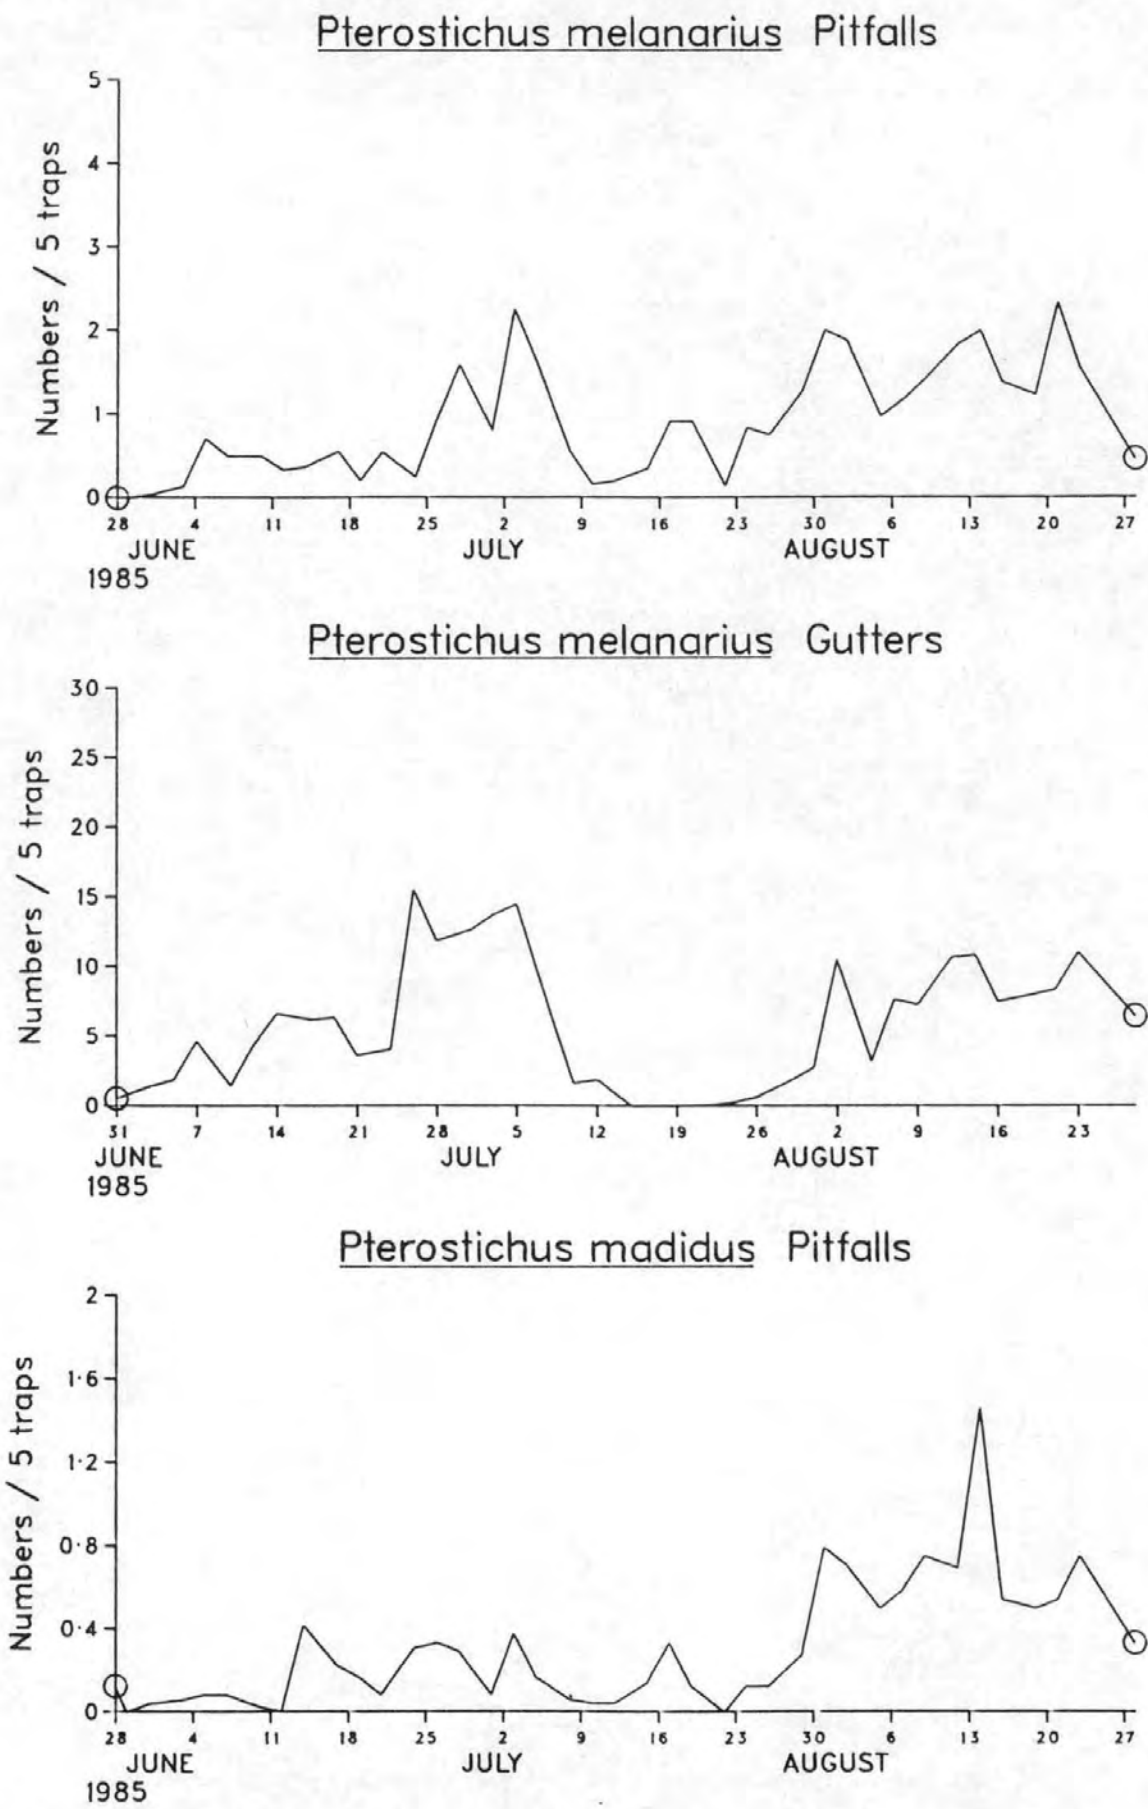 Pterostichus melanarius Pitfalls
5
4
3
2
1
0
Numbers / 5 traps
28 4 11 18 25 2 9 16 23 30 6 13 20 27
JUNE JULY AUGUST
1985
Pterostichus melanarius Gutters
30
25
20
15
10
5
0
Numbers / 5 traps
31 7 14 21 28 5 12 19 26 2 9 16 23
JUNE JULY AUGUST
1985
Pterostichus madidus Pitfalls
2
1·6
1·2
0·8
0·4
0
Numbers / 5 traps
28 4 11 18 25 2 9 16 23 30 6 13 20 27
JUNE JULY AUGUST
1985